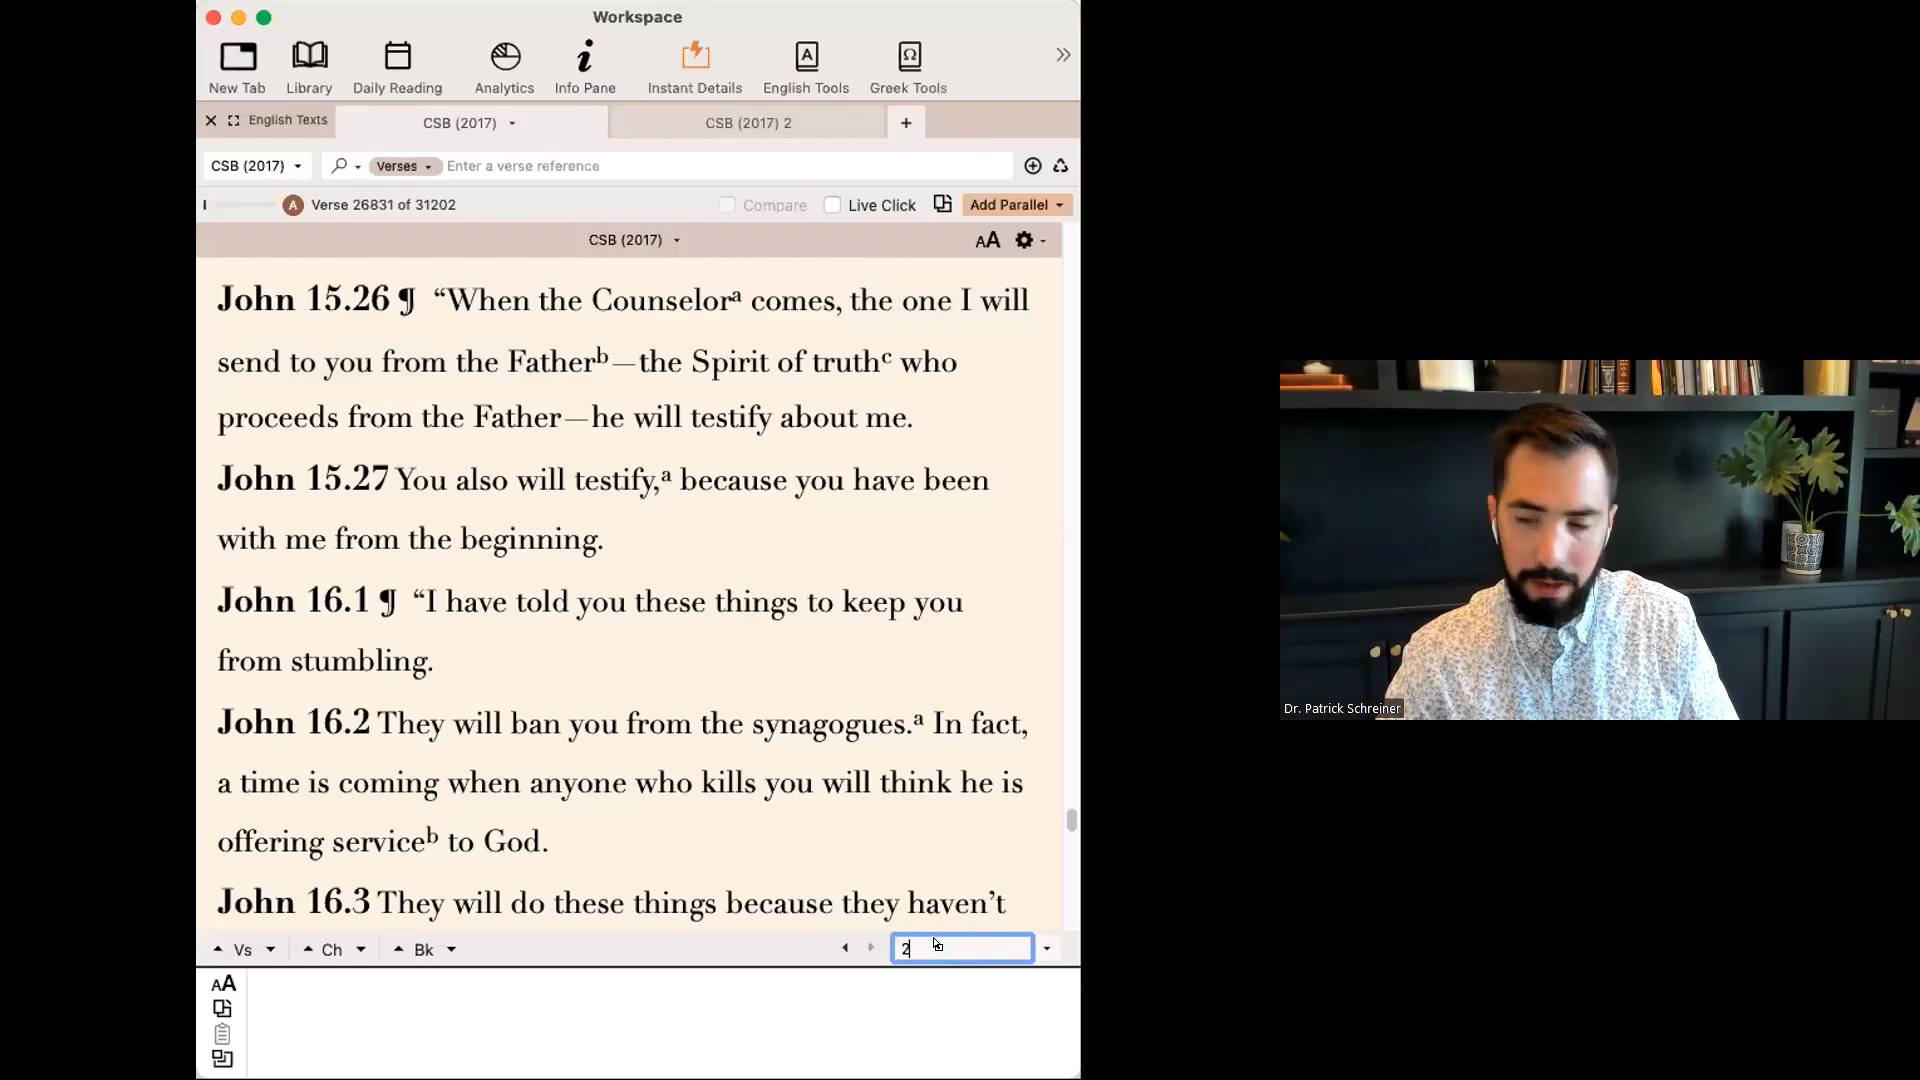 Workspace
New Tab Library Daily Reading Analytics Info Pane Instant Details English Tools Greek Tools
English Texts CSB (2017) CSB (2017) 2
CSB (2017) Verses Enter a verse reference
A Verse 26831 of 31202 Compare Live Click Add Parallel
CSB (2017) AA
John 15.26 ¶ “When the Counselorᵃ comes, the one I will
send to you from the Fatherᵇ—the Spirit of truthᶜ who
proceeds from the Father—he will testify about me.
John 15.27 You also will testify,ᵃ because you have been
with me from the beginning.
John 16.1 ¶ “I have told you these things to keep you
from stumbling.
John 16.2 They will ban you from the synagogues.ᵃ In fact,
a time is coming when anyone who kills you will think he is
offering serviceᵇ to God.
John 16.3 They will do these things because they haven’t
Vs Ch Bk 2
AA
Dr. Patrick Schreiner